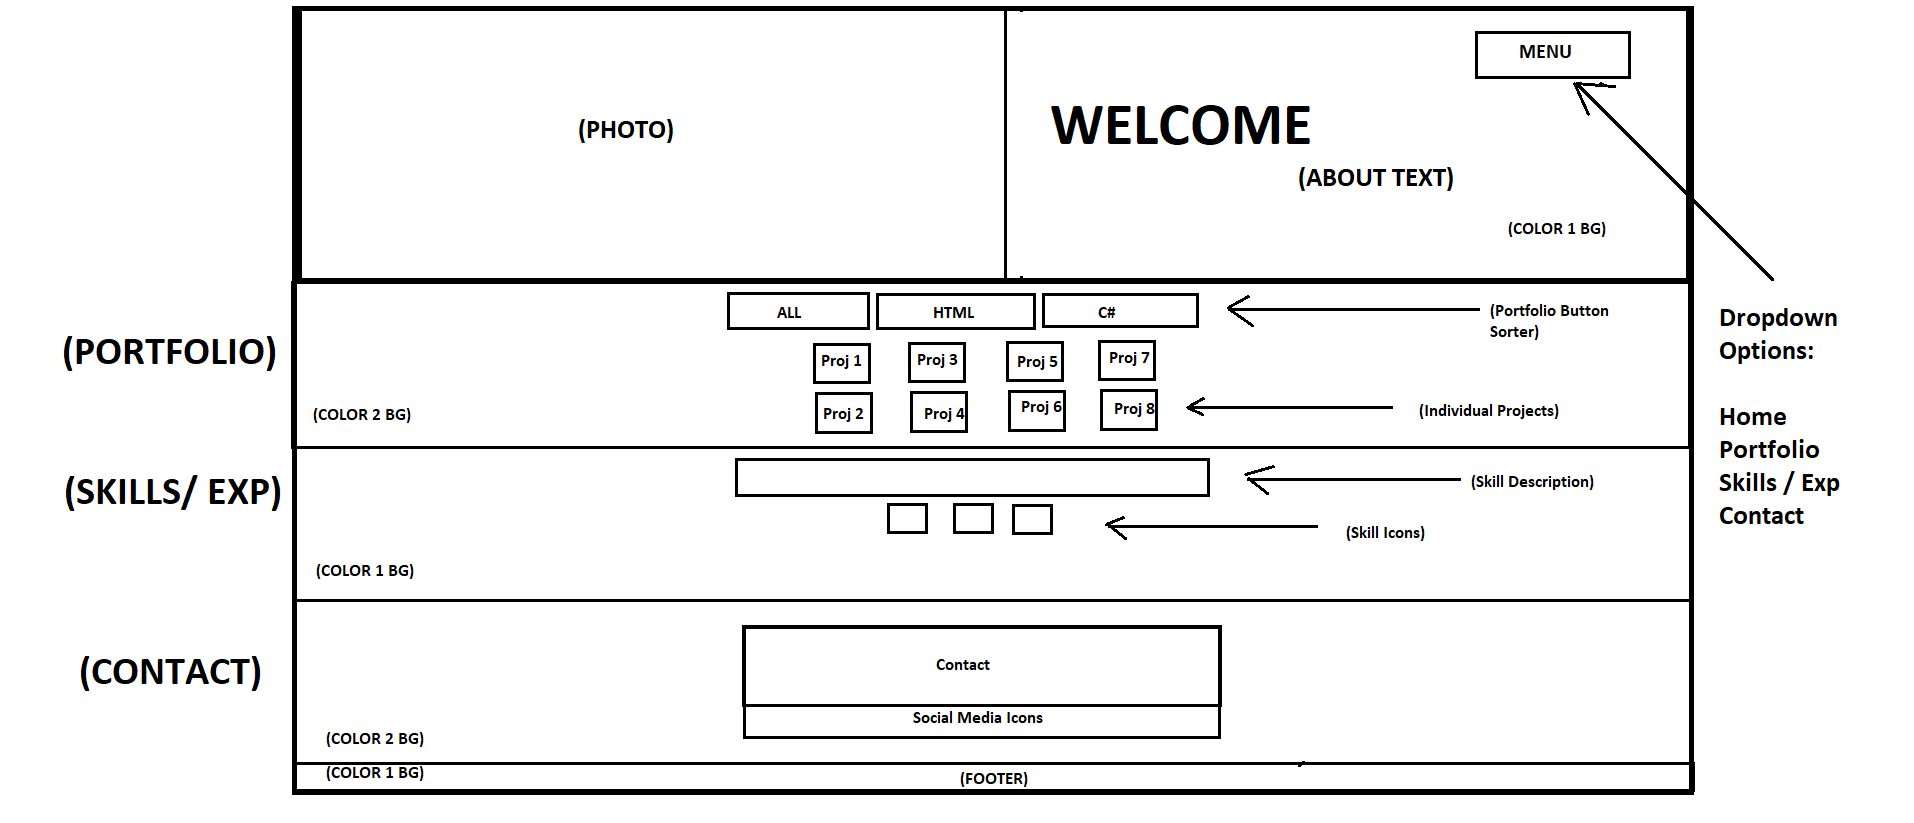 MENU
(PHOTO)
WELCOME
(ABOUT TEXT)
(COLOR 1 BG)
Dropdown
Options:
Home
Portfolio
Skills / Exp
Contact
(PORTFOLIO)
ALL
HTML
C#
(Portfolio Button
Sorter)
Proj 1
Proj 3
Proj 5
Proj 7
Proj 2
Proj 4
Proj 6
Proj 8
(Individual Projects)
(COLOR 2 BG)
(SKILLS/ EXP)
(Skill Description)
(Skill Icons)
(COLOR 1 BG)
(CONTACT)
Contact
Social Media Icons
(COLOR 2 BG)
(COLOR 1 BG)
(FOOTER)